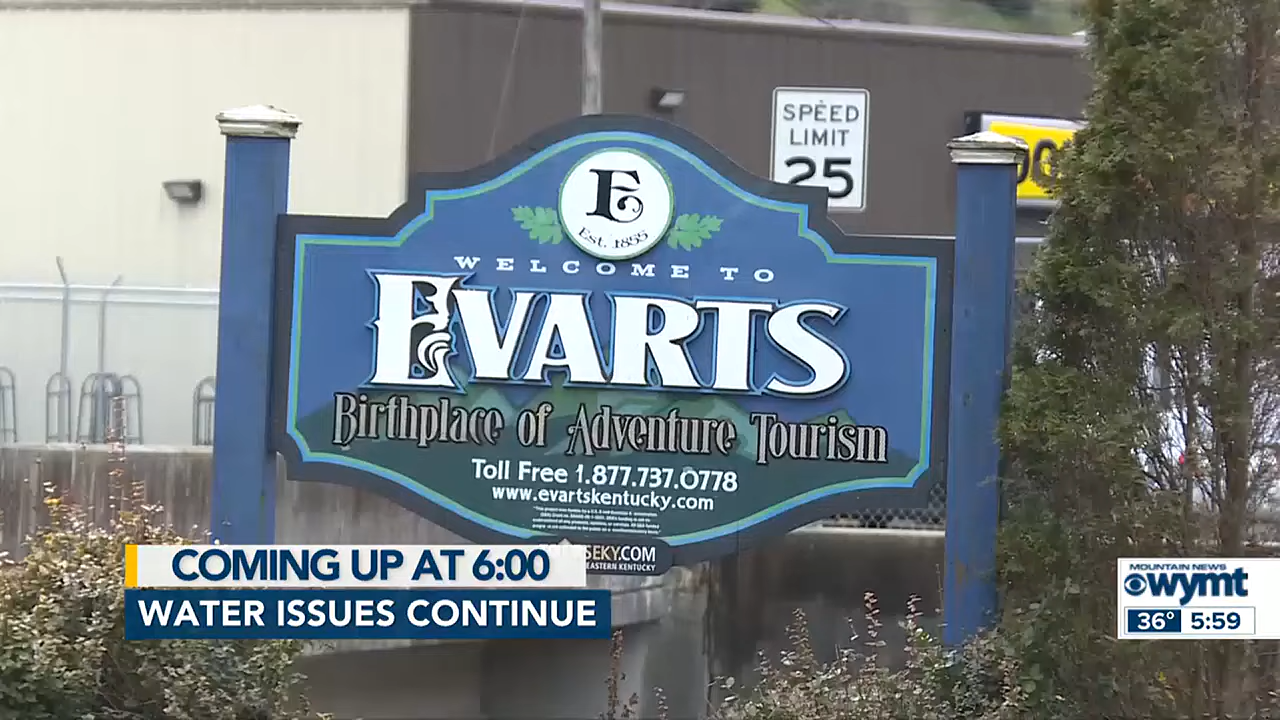 SPEED
LIMIT
25
E
Est. 1855
WELCOME TO
EVARTS
Birthplace of Adventure Tourism
Toll Free 1.877.737.0778
www.evartskentucky.com
SEKY.COM
EASTERN KENTUCKY
COMING UP AT 6:00
WATER ISSUES CONTINUE
MOUNTAIN NEWS
wymt
36° 5:59